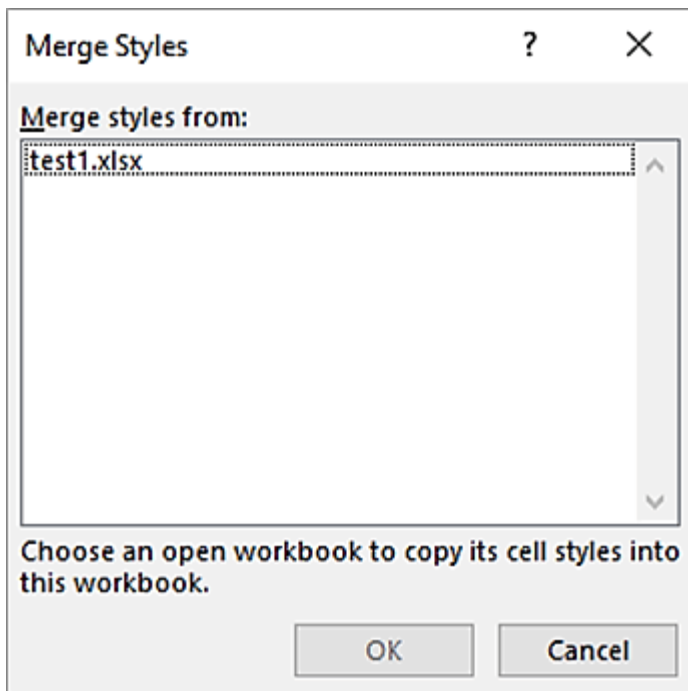 Merge Styles ?
Merge styles from:
test1.xlsx
Choose an open workbook to copy its cell styles into
this workbook.
OK Cancel